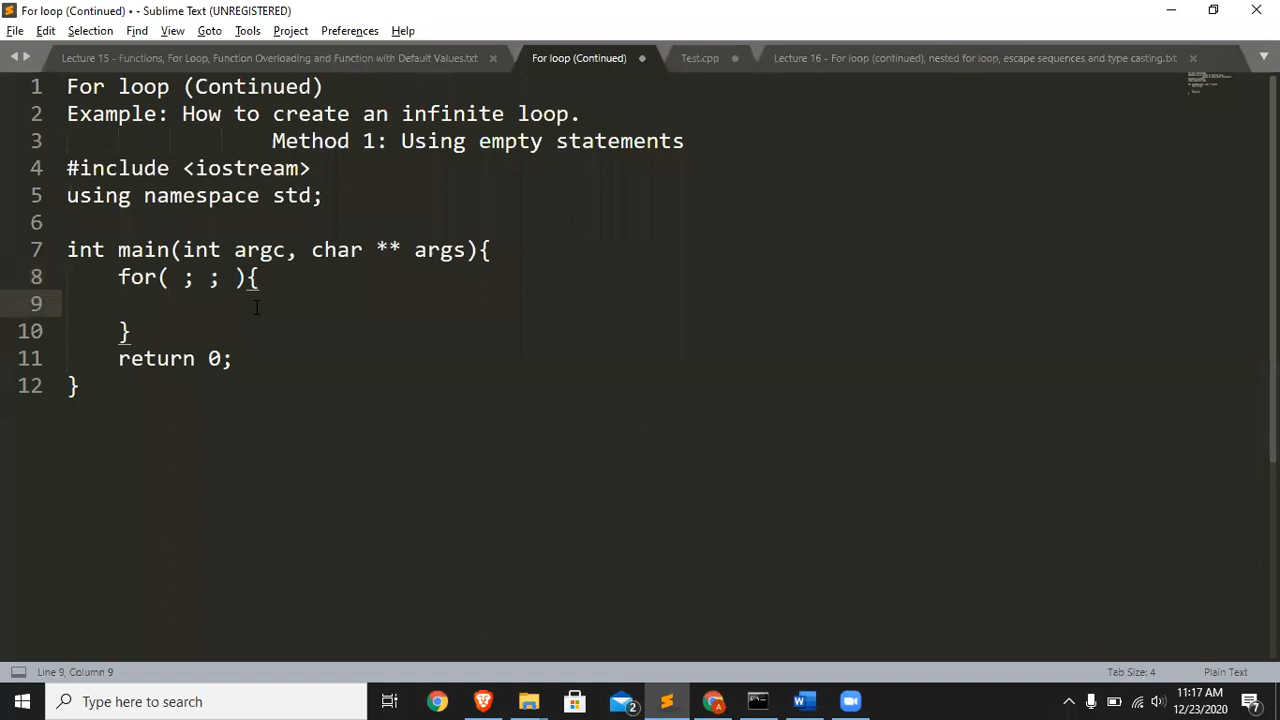 For loop (Continued) • - Sublime Text (UNREGISTERED)
File Edit Selection Find View Goto Tools Project Preferences Help
Lecture 15 - Functions, For Loop, Function Overloading and Function with Default Values.txt For loop (Continued) Test.cpp Lecture 16 - For loop (continued), nested for loop, escape sequences and type casting.txt
1 For loop (Continued)
2 Example: How to create an infinite loop.
3 Method 1: Using empty statements
4 #include <iostream>
5 using namespace std;
6
7 int main(int argc, char ** args){
8 for( ; ; ){
9
10 }
11 return 0;
12 }
Line 9, Column 9 Tab Size: 4 Plain Text
Type here to search 2 11:17 AM
12/23/2020 7